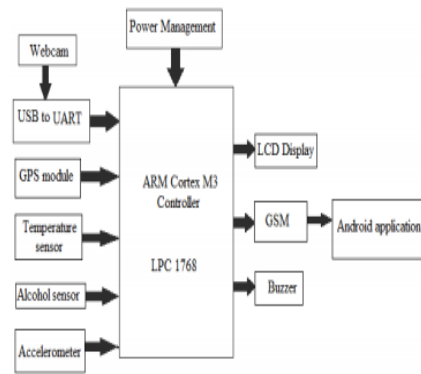 Power Management
Webcam
USB to UART
GPS module
Temperature
sensor
Alcohol sensor
Accelerometer
ARM Cortex M3
Controller
LPC 1768
LCD Display
GSM
Android application
Buzzer